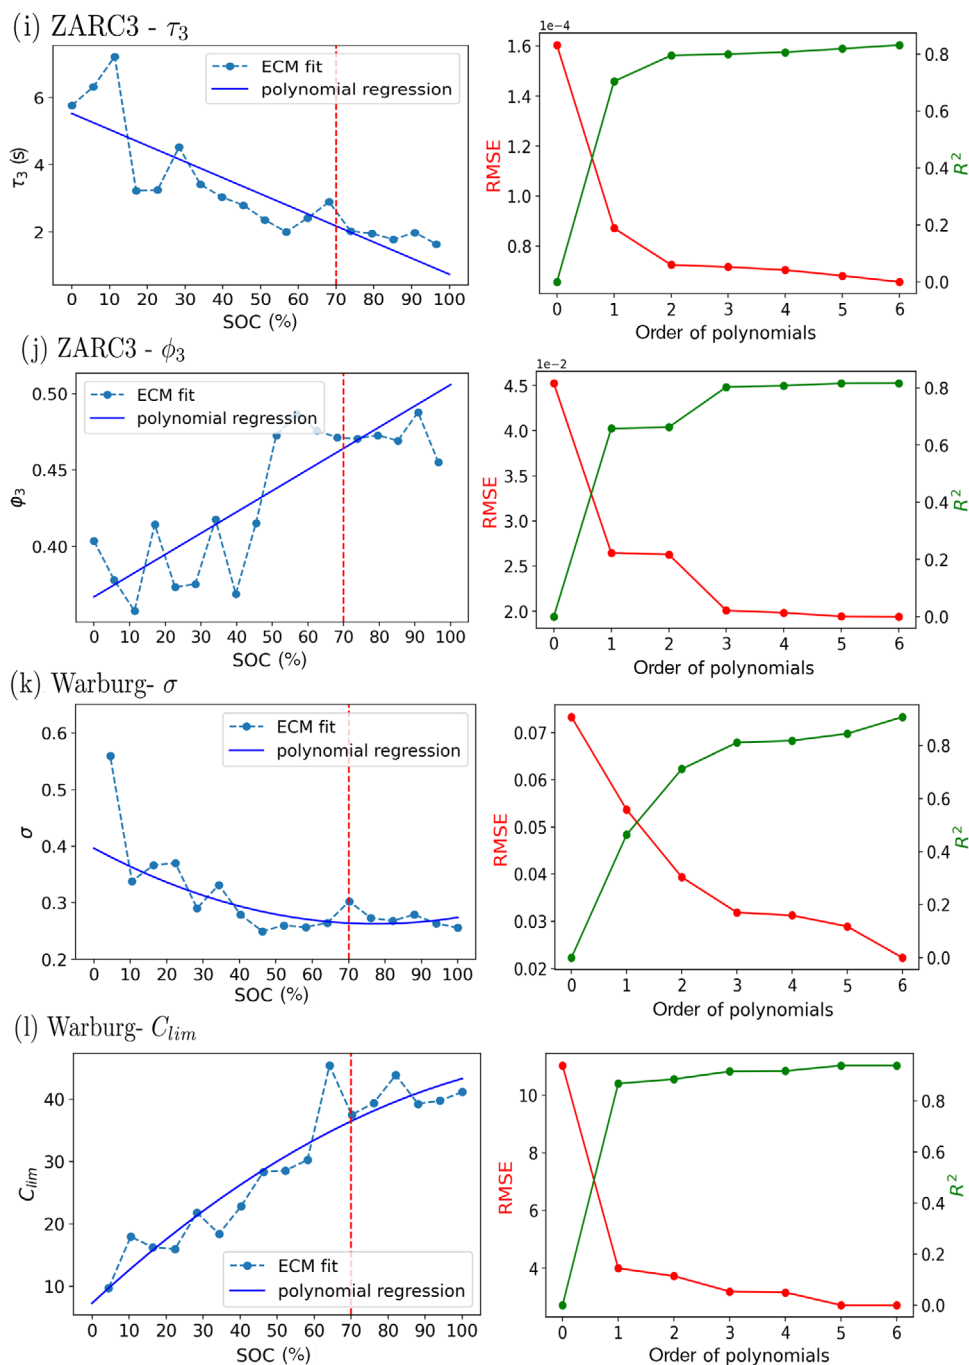 (i) ZARC3 - τ₃
ECM fit
polynomial regression
τ₃ (s)
6
4
2
0 10 20 30 40 50 60 70 80 90 100
SOC (%)
1e−4
1.6
1.4
1.2
1.0
0.8
RMSE
0.8
0.6
0.4
0.2
0.0
R²
0 1 2 3 4 5 6
Order of polynomials
(j) ZARC3 - ϕ₃
ECM fit
polynomial regression
ϕ₃
0.50
0.45
0.40
0 10 20 30 40 50 60 70 80 90 100
SOC (%)
1e−2
4.5
4.0
3.5
3.0
2.5
2.0
RMSE
0.8
0.6
0.4
0.2
0.0
R²
0 1 2 3 4 5 6
Order of polynomials
(k) Warburg- σ
ECM fit
polynomial regression
σ
0.6
0.5
0.4
0.3
0.2
0 10 20 30 40 50 60 70 80 90 100
SOC (%)
0.07
0.06
0.05
0.04
0.03
0.02
RMSE
0.8
0.6
0.4
0.2
0.0
R²
0 1 2 3 4 5 6
Order of polynomials
(l) Warburg- C_lim
ECM fit
polynomial regression
C_lim
40
30
20
10
0 10 20 30 40 50 60 70 80 90 100
SOC (%)
10
8
6
4
RMSE
0.8
0.6
0.4
0.2
0.0
R²
0 1 2 3 4 5 6
Order of polynomials